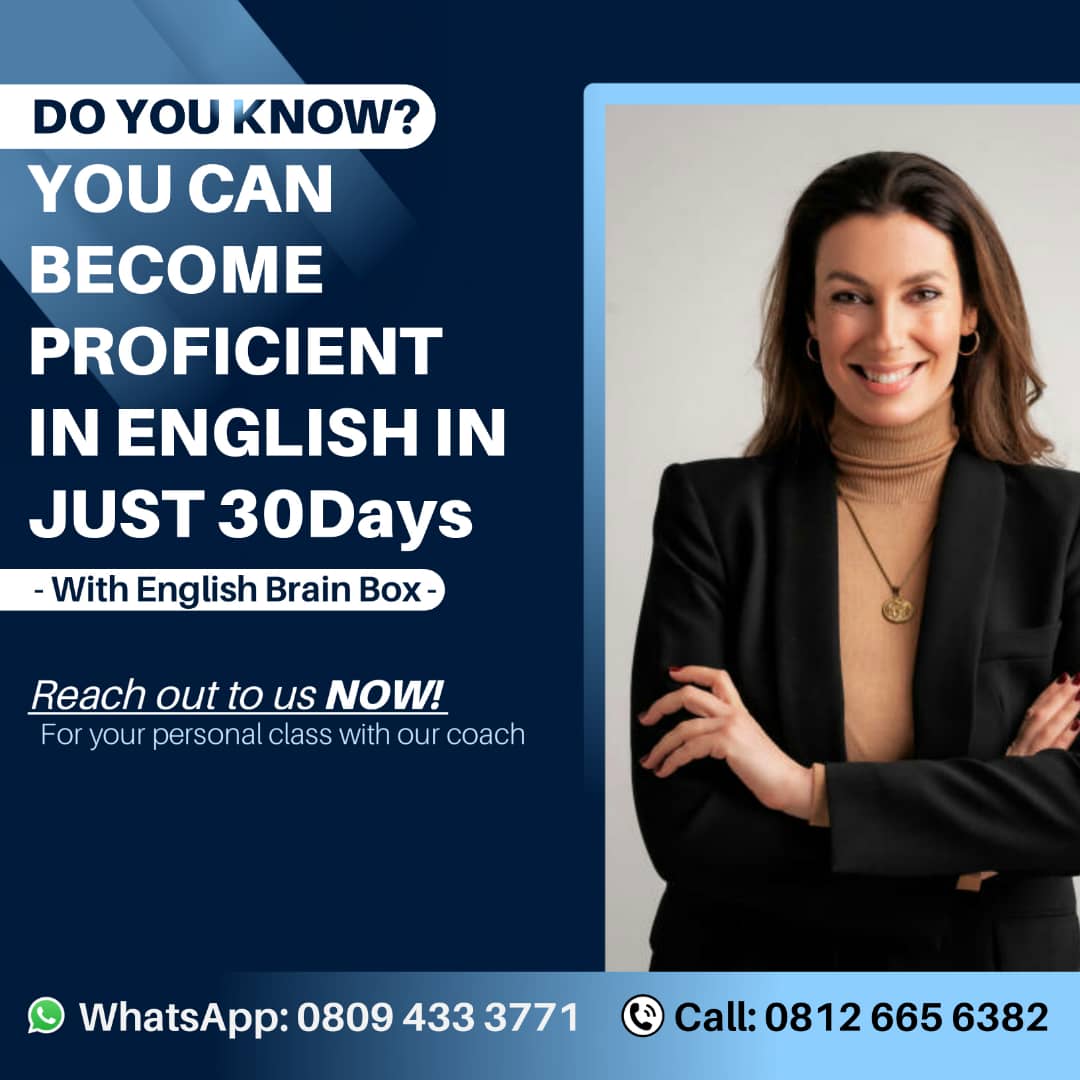 DO YOU KNOW?
YOU CAN
BECOME
PROFICIENT
IN ENGLISH IN
JUST 30Days
- With English Brain Box -
Reach out to us NOW!
For your personal class with our coach
WhatsApp: 0809 433 3771
Call: 0812 665 6382